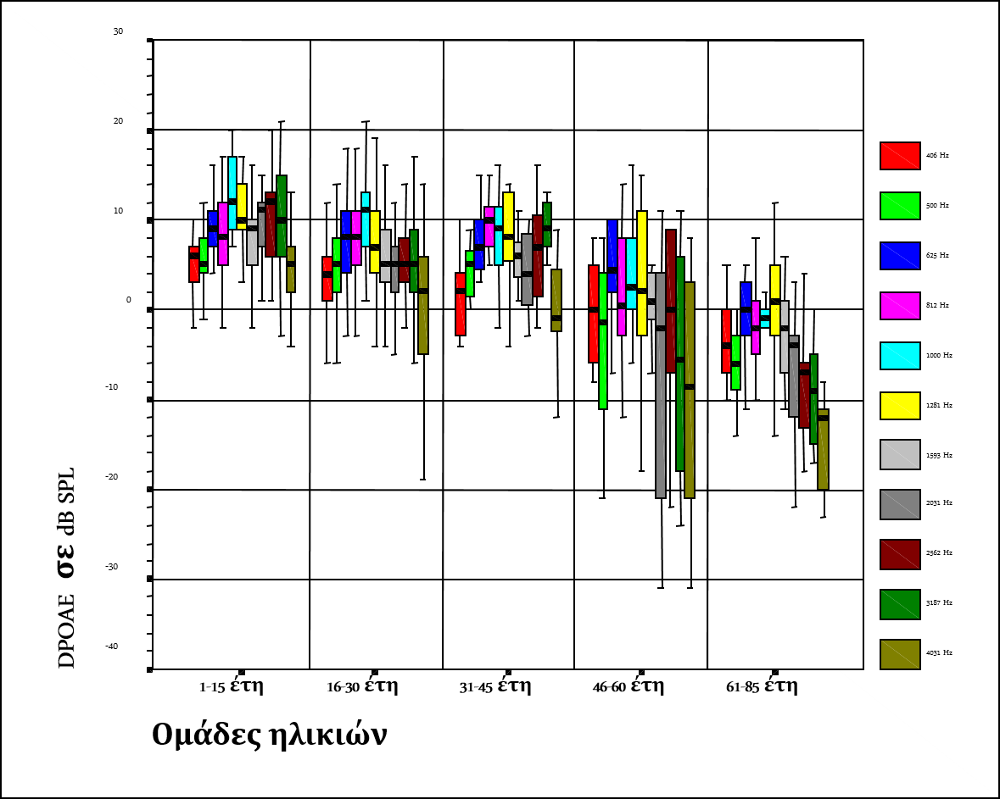 30
20
10
0
-10
-20
-30
-40
DPOAE σε dB SPL
1-15 έτη
16-30 έτη
31-45 έτη
46-60 έτη
61-85 έτη
Ομάδες ηλικιών
406 Hz
500 Hz
625 Hz
812 Hz
1000 Hz
1281 Hz
1593 Hz
2031 Hz
2562 Hz
3187 Hz
4031 Hz